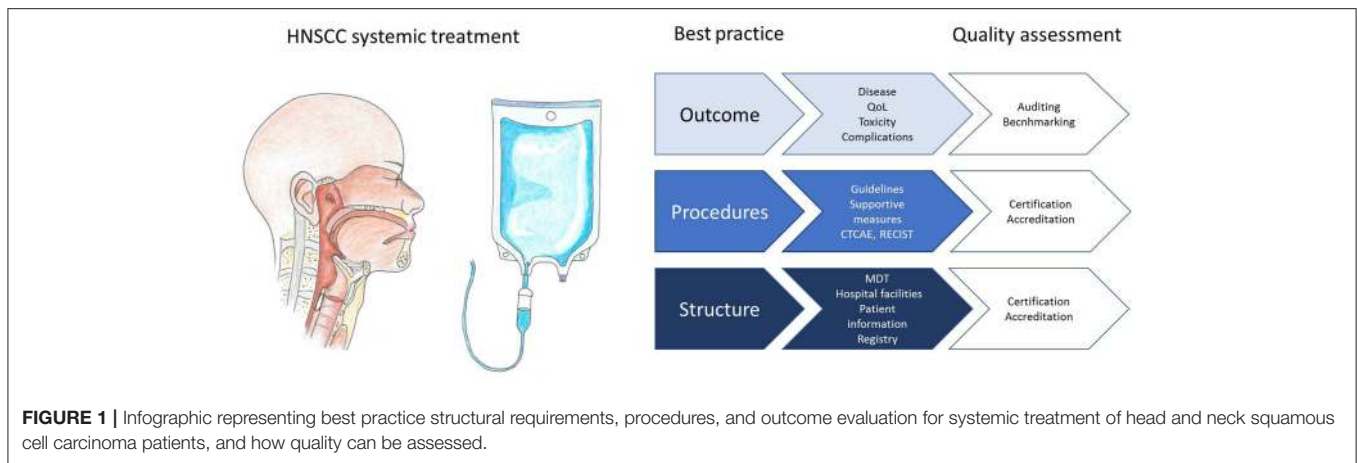 HNSCC systemic treatment
Best practice
Quality assessment
Outcome
Disease
QoL
Toxicity
Complications
Auditing
Becnhmarking
Procedures
Guidelines
Supportive
measures
CTCAE, RECIST
Certification
Accreditation
Structure
MDT
Hospital facilities
Patient
information
Registry
Certification
Accreditation
FIGURE 1 | Infographic representing best practice structural requirements, procedures, and outcome evaluation for systemic treatment of head and neck squamous
cell carcinoma patients, and how quality can be assessed.